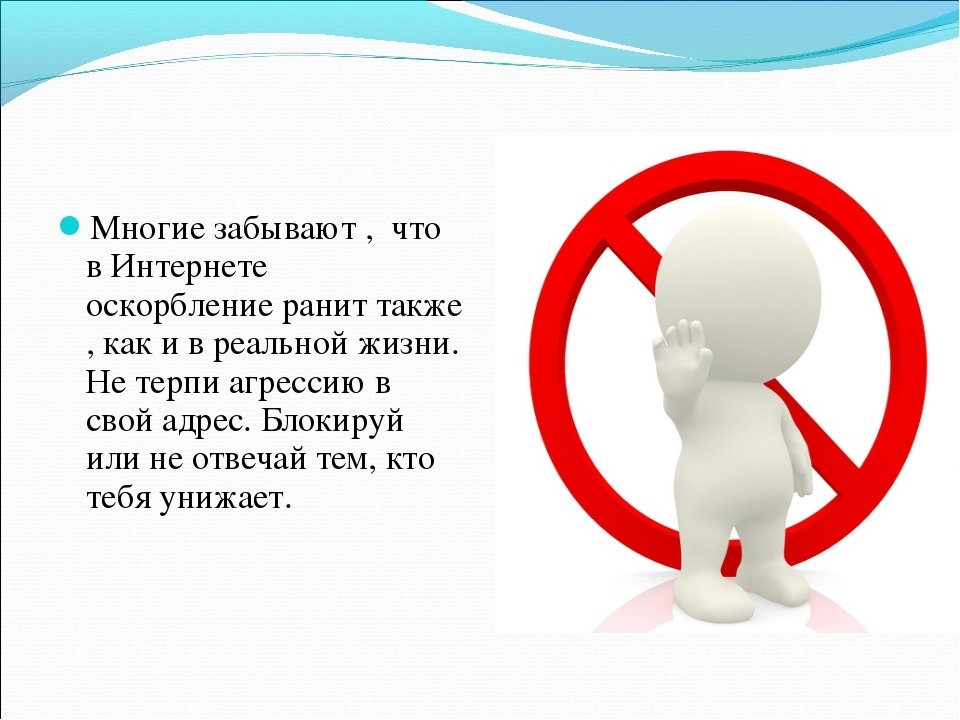 Многие забывают ,  что
в Интернете
оскорбление ранит также
, как и в реальной жизни.
Не терпи агрессию в
свой адрес. Блокируй
или не отвечай тем, кто
тебя унижает.